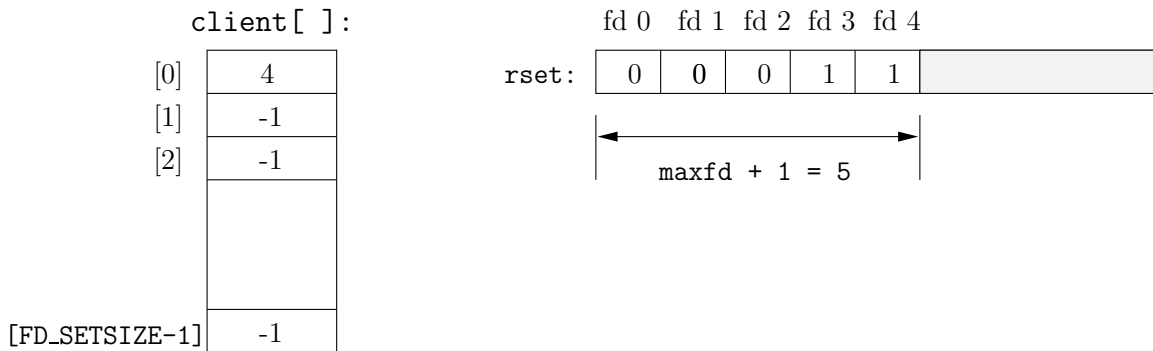 client[ ]:
[0] 4
[1] -1
[2] -1
[FD_SETSIZE-1] -1
fd 0 fd 1 fd 2 fd 3 fd 4
rset: 0 0 0 1 1
maxfd + 1 = 5